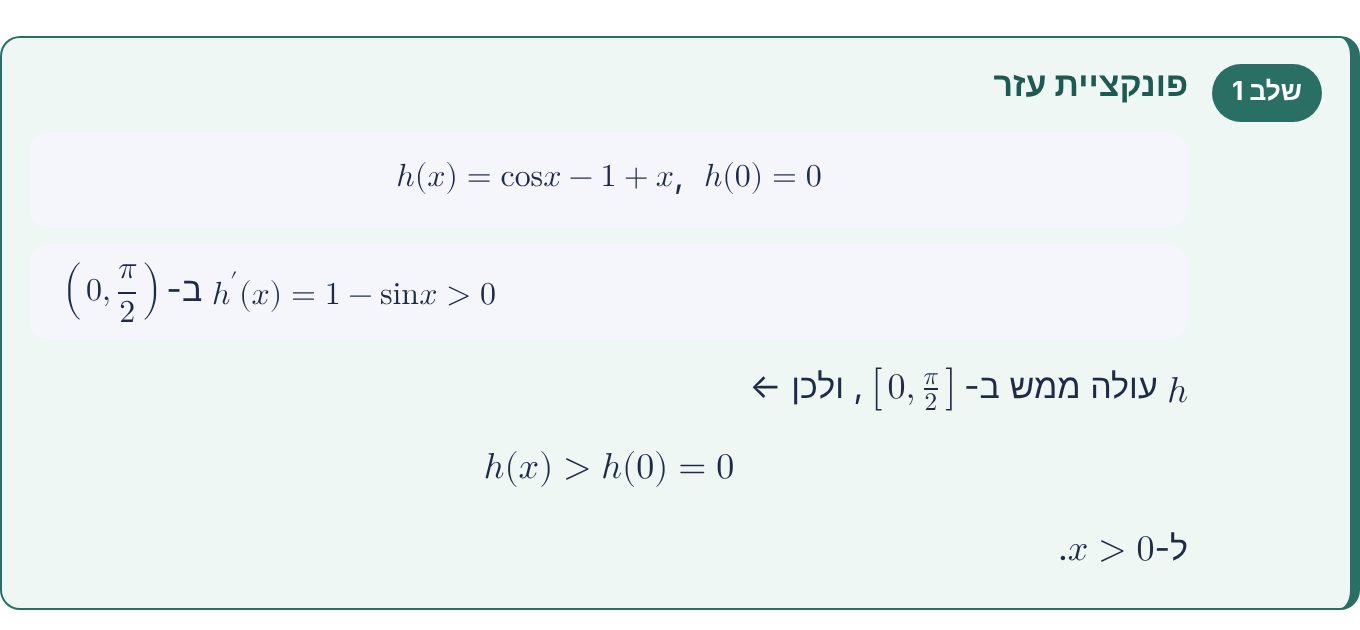 שלב 1
פונקציית עזר
h(x) = cosx − 1 + x, h(0) = 0
h′(x) = 1 − sinx > 0 ב- (0, π/2)
h עולה ממש ב- [0, π/2] , ולכן ←
h(x) > h(0) = 0
ל-x > 0.